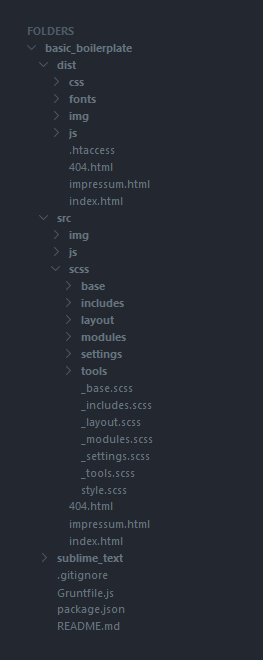 FOLDERS
basic_boilerplate
dist
css
fonts
img
js
.htaccess
404.html
impressum.html
index.html
src
img
js
scss
base
includes
layout
modules
settings
tools
_base.scss
_includes.scss
_layout.scss
_modules.scss
_settings.scss
_tools.scss
style.scss
404.html
impressum.html
index.html
sublime_text
.gitignore
Gruntfile.js
package.json
README.md